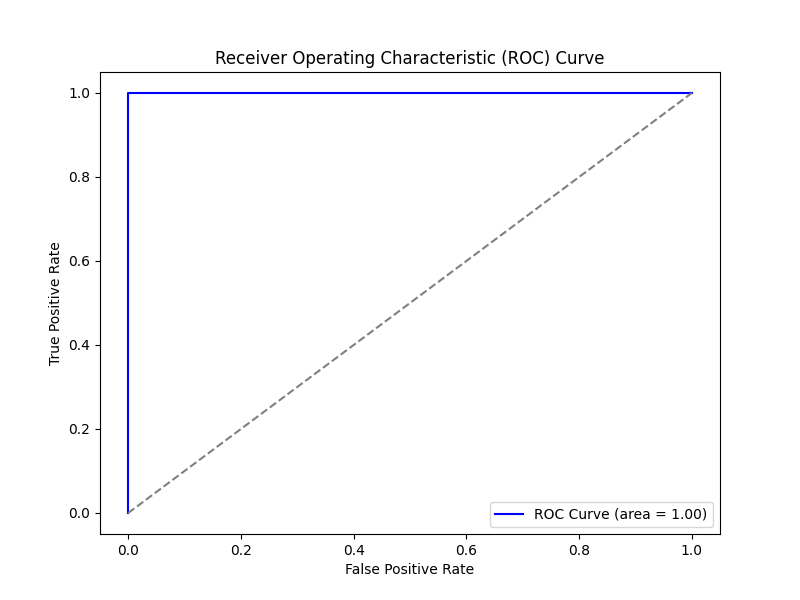 Receiver Operating Characteristic (ROC) Curve
1.0
0.8
0.6
0.4
0.2
0.0
True Positive Rate
ROC Curve (area = 1.00)
0.0 0.2 0.4 0.6 0.8 1.0
False Positive Rate